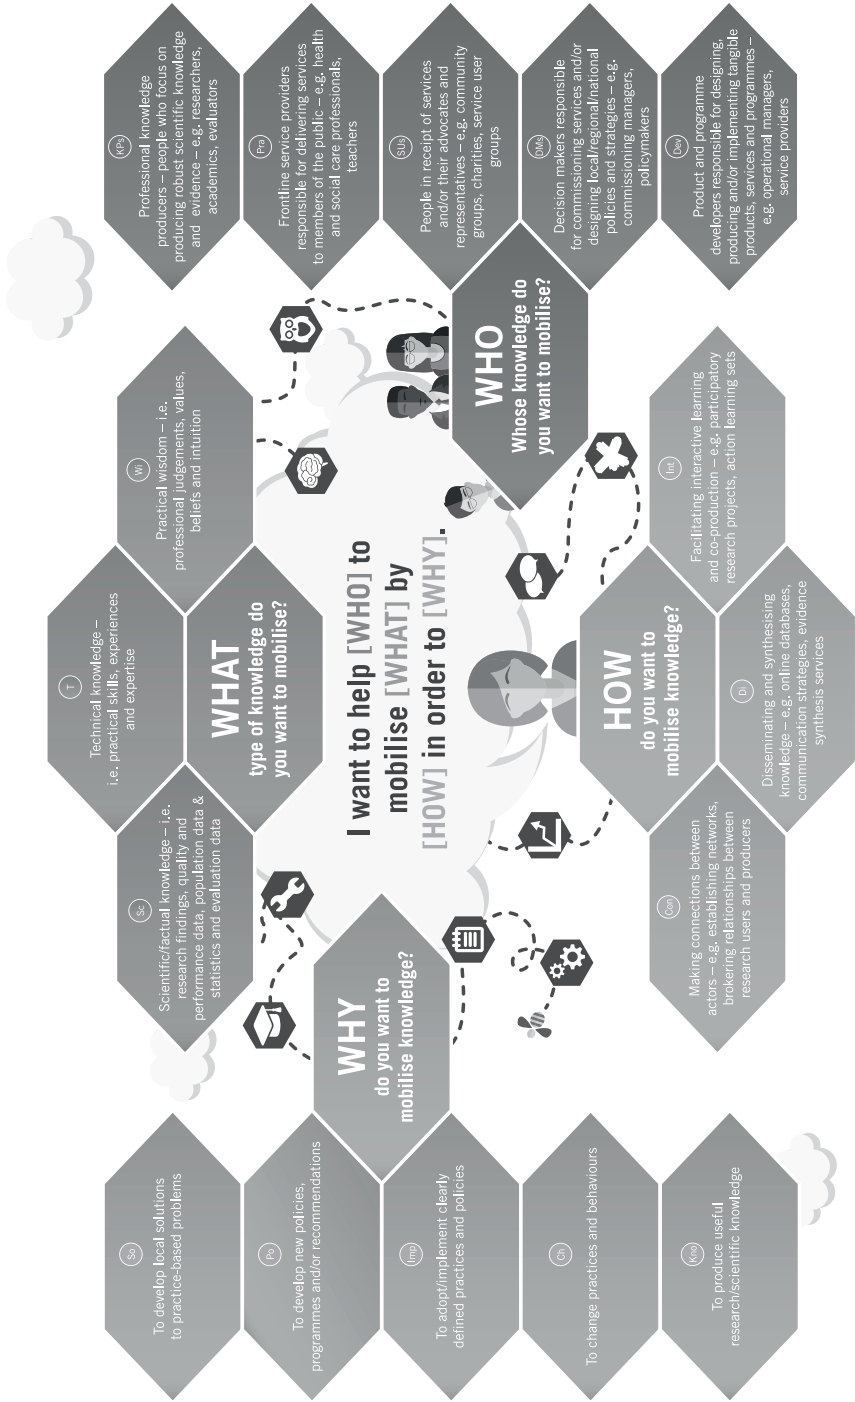 So
To develop local solutions
to practice-based problems
Po
To develop new policies,
programmes and/or recommendations
Imp
To adopt/implement clearly
defined practices and policies
Ch
To change practices and behaviours
Kno
To produce useful
research/scientific knowledge
WHY
do you want to
mobilise knowledge?
Sc
Scientific/factual knowledge – i.e.
research findings, quality and
performance data, population data &
statistics and evaluation data
T
Technical knowledge –
i.e. practical skills, experiences
and expertise
Wi
Practical wisdom – i.e.
professional judgements, values,
beliefs and intuition
WHAT
type of knowledge do
you want to mobilise?
I want to help [WHO] to
mobilise [WHAT] by
[HOW] in order to [WHY].
HOW
do you want to
mobilise knowledge?
Con
Making connections between
actors – e.g. establishing networks,
brokering relationships between
research users and producers
Di
Disseminating and synthesising
knowledge – e.g. online databases,
communication strategies, evidence
synthesis services
Int
Facilitating interactive learning
and co-production – e.g. participatory
research projects, action learning sets
WHO
Whose knowledge do
you want to mobilise?
KPs
Professional knowledge
producers – people who focus on
producing robust scientific knowledge
and evidence – e.g. researchers,
academics, evaluators
Pra
Frontline service providers
responsible for delivering services
to members of the public – e.g. health
and social care professionals,
teachers
SUs
People in receipt of services
and/or their advocates and
representatives – e.g. community
groups, charities, service user
groups
DMs
Decision makers responsible
for commissioning services and/or
designing local/regional/national
policies and strategies – e.g.
commissioning managers,
policymakers
Dev
Product and programme
developers responsible for designing,
producing and/or implementing tangible
products, services and programmes –
e.g. operational managers,
service providers